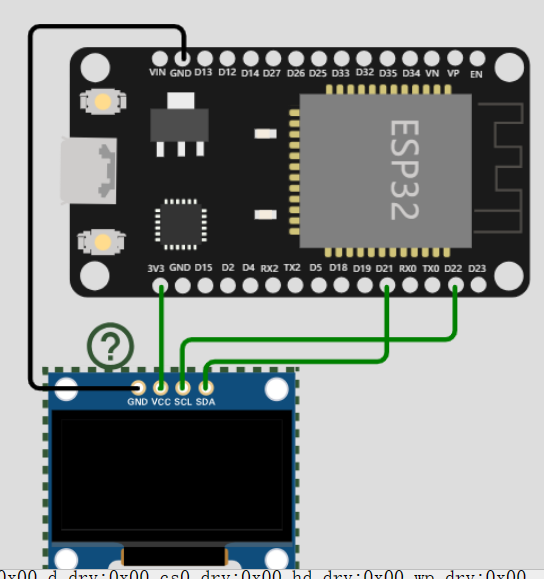 VIN GND D13 D12 D14 D27 D26 D25 D33 D32 D35 D34 VN VP EN
ESP32
3V3 GND D15 D2 D4 RX2 TX2 D5 D18 D19 D21 RX0 TX0 D22 D23
?
GND VCC SCL SDA
0x00,d_drv:0x00,cs0_drv:0x00,hd_drv:0x00,wp_drv:0x00